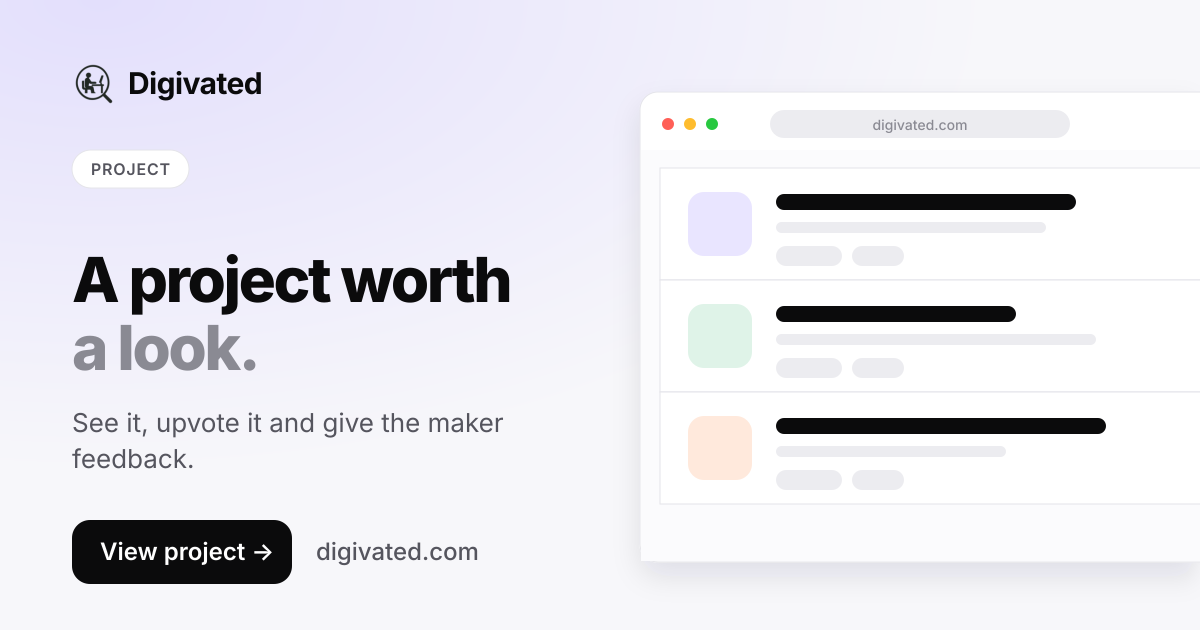 Digivated
PROJECT
A project worth
a look.
See it, upvote it and give the maker
feedback.
View project →
digivated.com
digivated.com